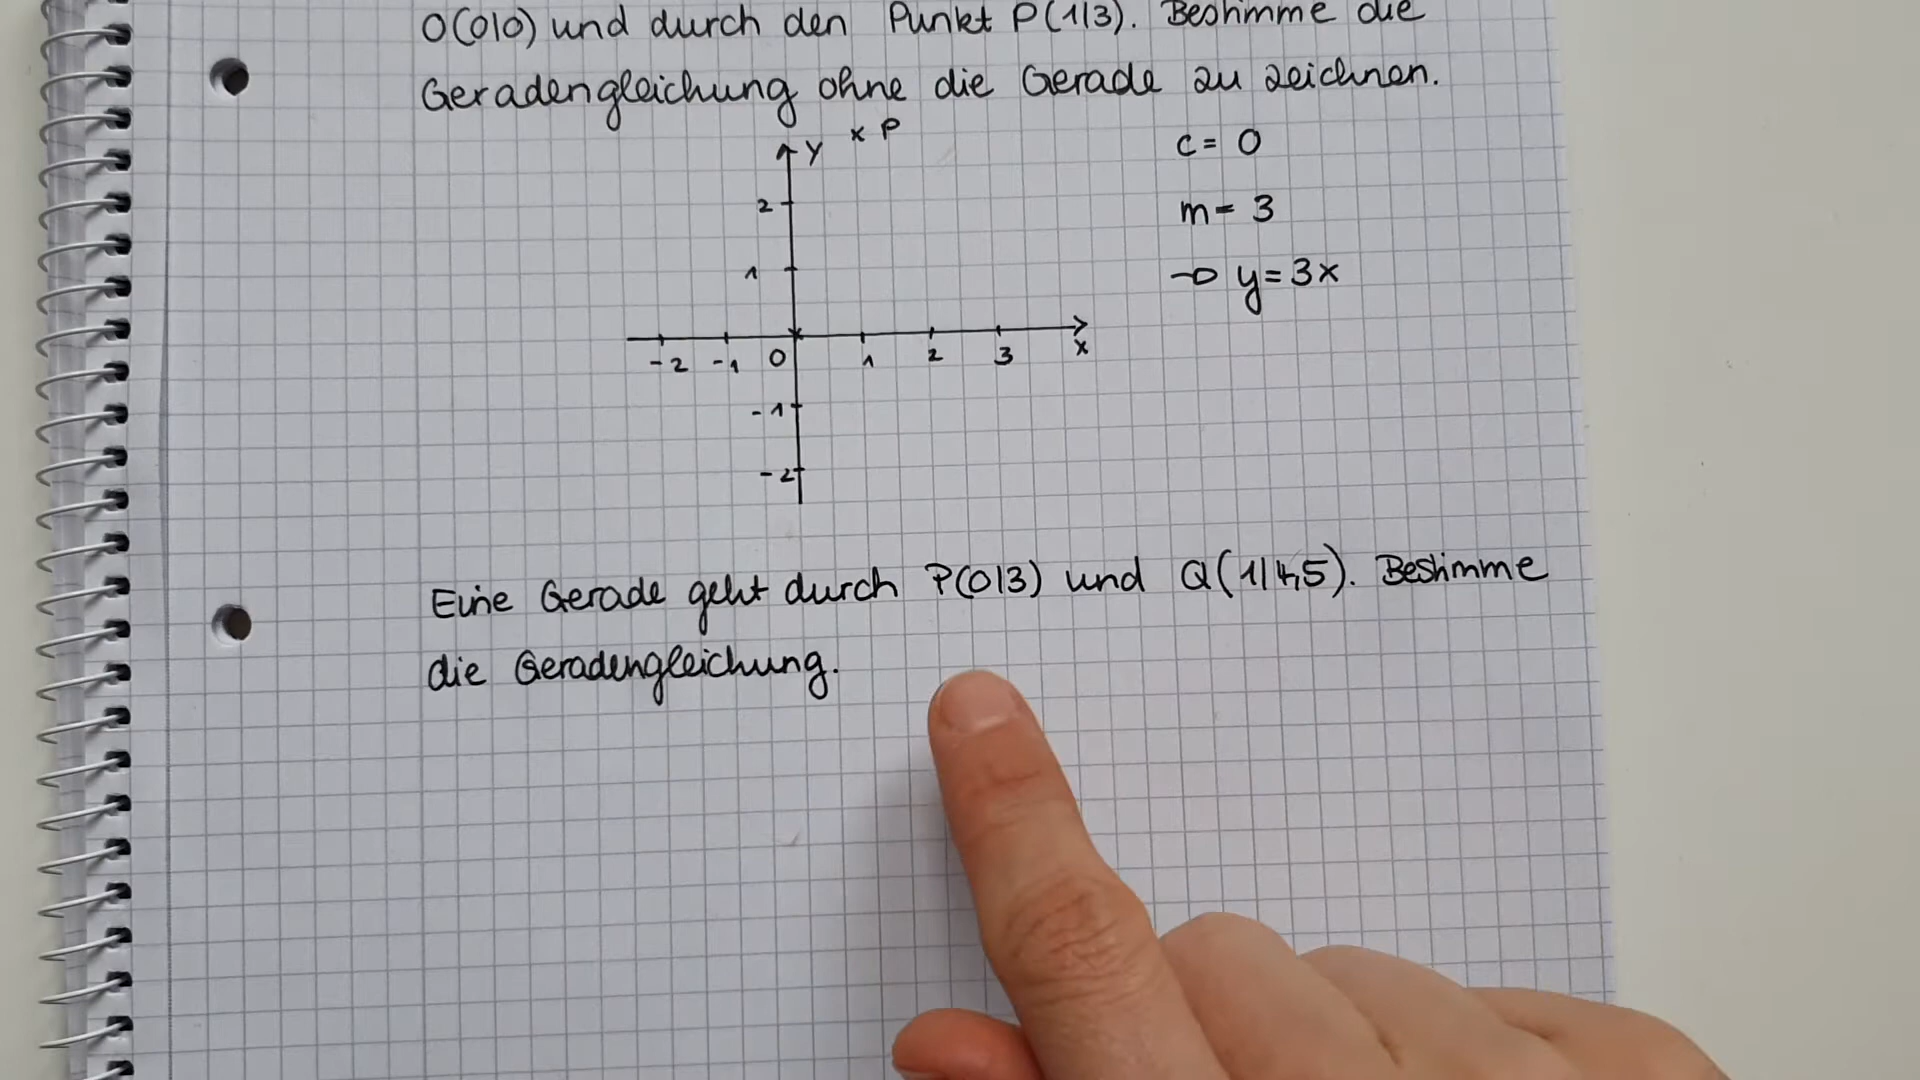 O(0|0) und durch den Punkt P(1|3). Bestimme die
Geradengleichung ohne die Gerade zu zeichnen.
x P
y
c = 0
2
m = 3
1
→ y = 3x
-2 -1 0 1 2 3 x
-1
-2
Eine Gerade geht durch P(0|3) und Q(1|4,5). Bestimme
die Geradengleichung.